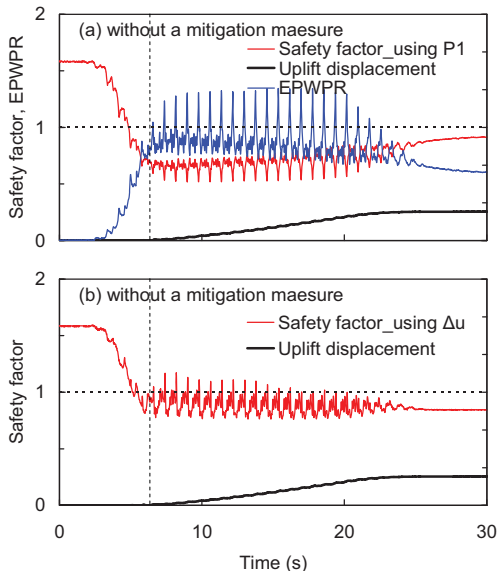 2
(a) without a mitigation maesure
Safety factor_using P1
Uplift displacement
EPWPR
1
0
Safety factor, EPWPR
2
(b) without a mitigation maesure
Safety factor_using Δu
Uplift displacement
1
0
Safety factor
0 10 20 30
Time (s)